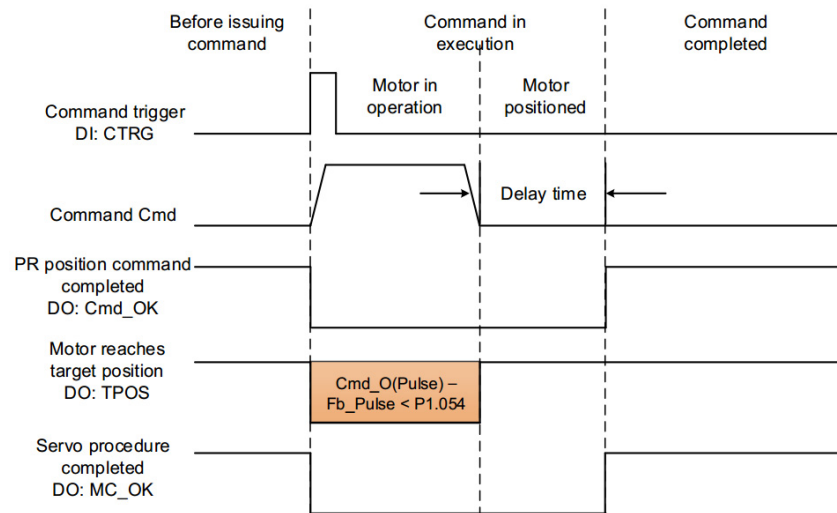 Before issuing
command
Command in
execution
Command
completed
Motor in
operation
Motor
positioned
Command trigger
DI: CTRG
Delay time
Command Cmd
PR position command
completed
DO: Cmd_OK
Motor reaches
target position
DO: TPOS
Cmd_O(Pulse) –
Fb_Pulse < P1.054
Servo procedure
completed
DO: MC_OK